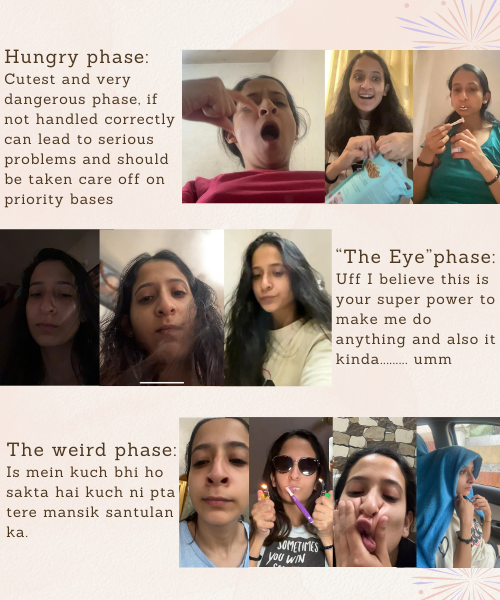 Hungry phase:
Cutest and very
dangerous phase, if
not handled correctly
can lead to serious
problems and should
be taken care off on
priority bases
“The Eye”phase:
Uff I believe this is
your super power to
make me do
anything and also it
kinda......... umm
The weird phase:
Is mein kuch bhi ho
sakta hai kuch ni pta
tere mansik santulan
ka.
SOMETIMES
YOU WIN